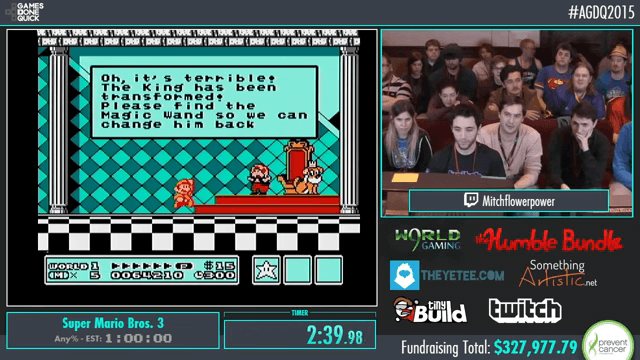 GAMES
DONE
QUICK
#AGDQ2015
Oh, it's terrible!
The King has been
transformed!
Please find the
Magic Wand so we can
change him back
WORLD 1
P
$15
M× 5 0064210
300
Mitchflowerpower
WORLD
GAMING
the Humble Bundle
THEYETEE.COM
Something
Artistic.net
tiny
Build
twitch
Super Mario Bros. 3
Any% - EST: 1:00:00
TIMER
2:39.98
Fundraising Total: $327,977.79
prevent
cancer